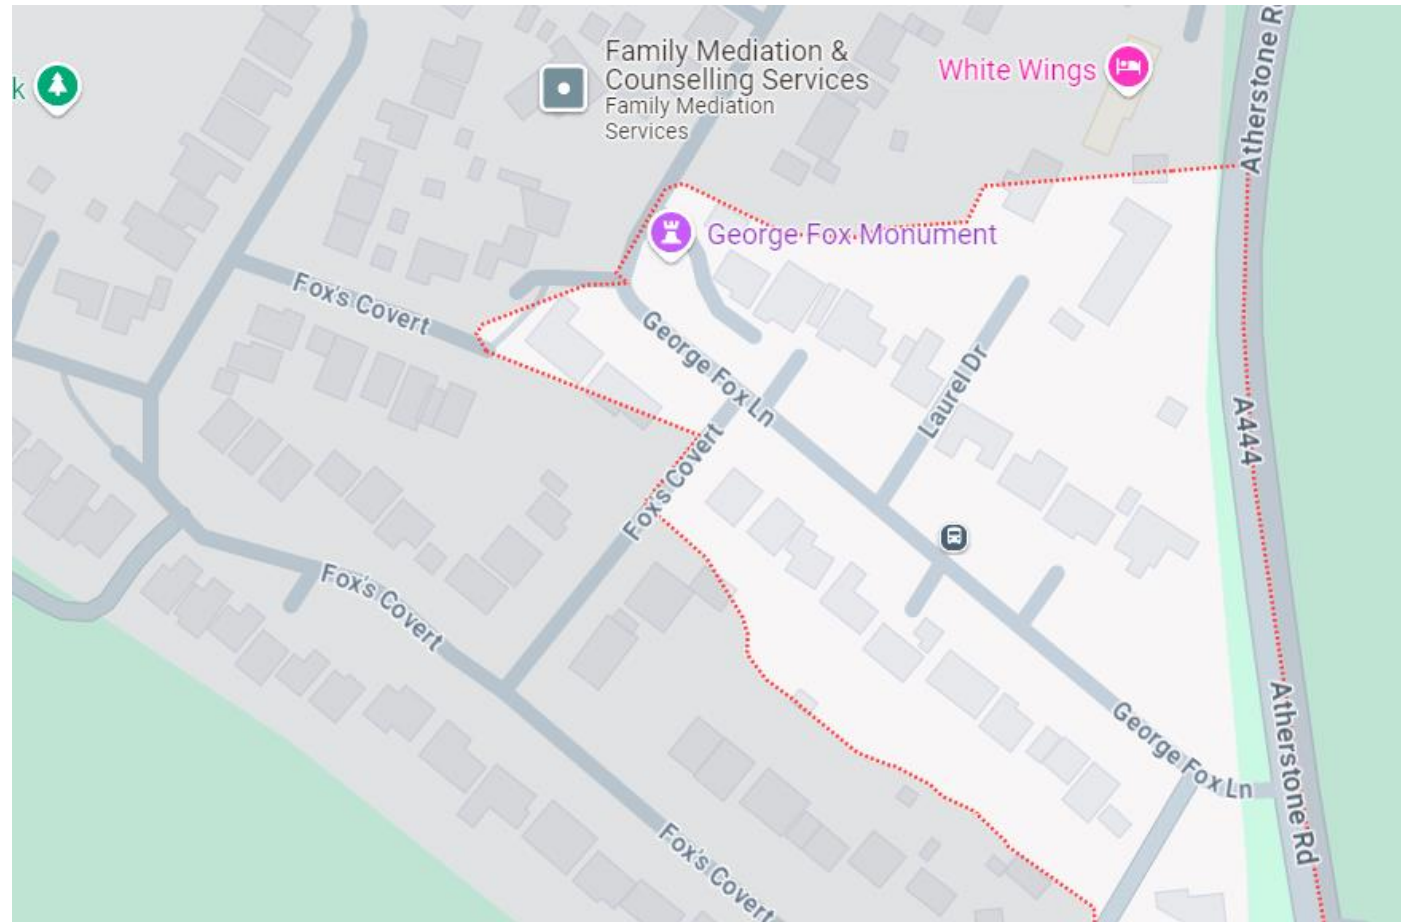 Family Mediation &
Counselling Services
Family Mediation
Services
White Wings
k
Atherstone R
George Fox Monument
Fox's Covert
George Fox Ln
Laurel Dr
A444
Fox's Covert
Fox's Covert
George Fox Ln
Atherstone Rd
Fox's Covert